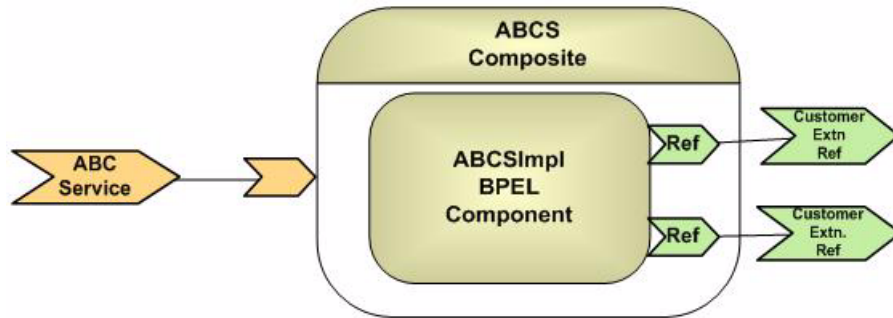 ABCS
Composite
ABC
Service
ABCSImpl
BPEL
Component
Ref
Customer
Extn
Ref
Ref
Customer
Extn.
Ref